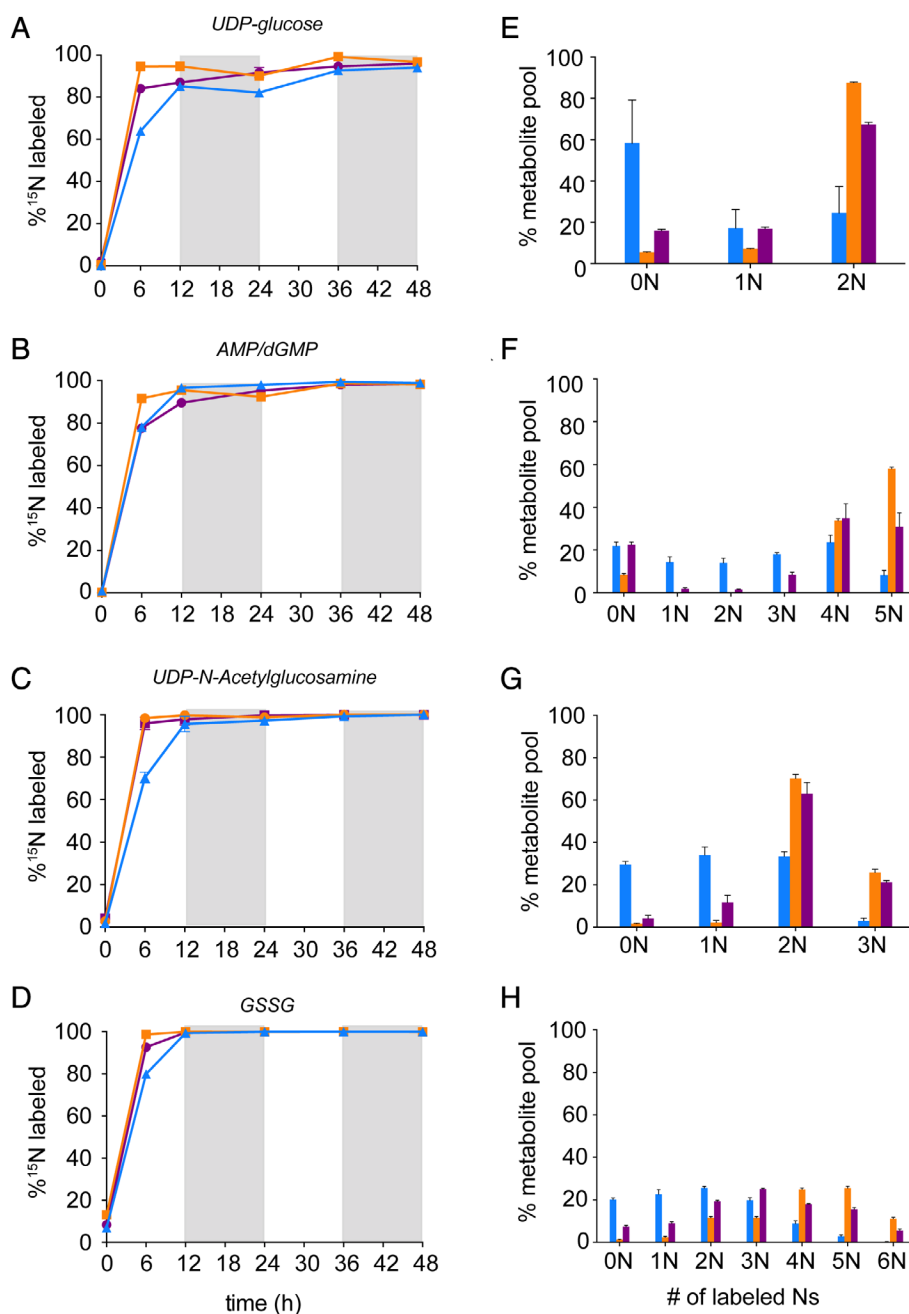 A
UDP-glucose
%¹⁵N labeled
100
80
60
40
20
0
0 6 12 18 24 30 36 42 48
E
% metabolite pool
100
80
60
40
20
0
0N 1N 2N
B
AMP/dGMP
%¹⁵N labeled
100
80
60
40
20
0
0 6 12 18 24 30 36 42 48
F
% metabolite pool
100
80
60
40
20
0
0N 1N 2N 3N 4N 5N
C
UDP-N-Acetylglucosamine
%¹⁵N labeled
100
80
60
40
20
0
0 6 12 18 24 30 36 42 48
G
% metabolite pool
100
80
60
40
20
0
0N 1N 2N 3N
D
GSSG
%¹⁵N labeled
100
80
60
40
20
0
0 6 12 18 24 30 36 42 48
time (h)
H
% metabolite pool
100
80
60
40
20
0
0N 1N 2N 3N 4N 5N 6N
# of labeled Ns